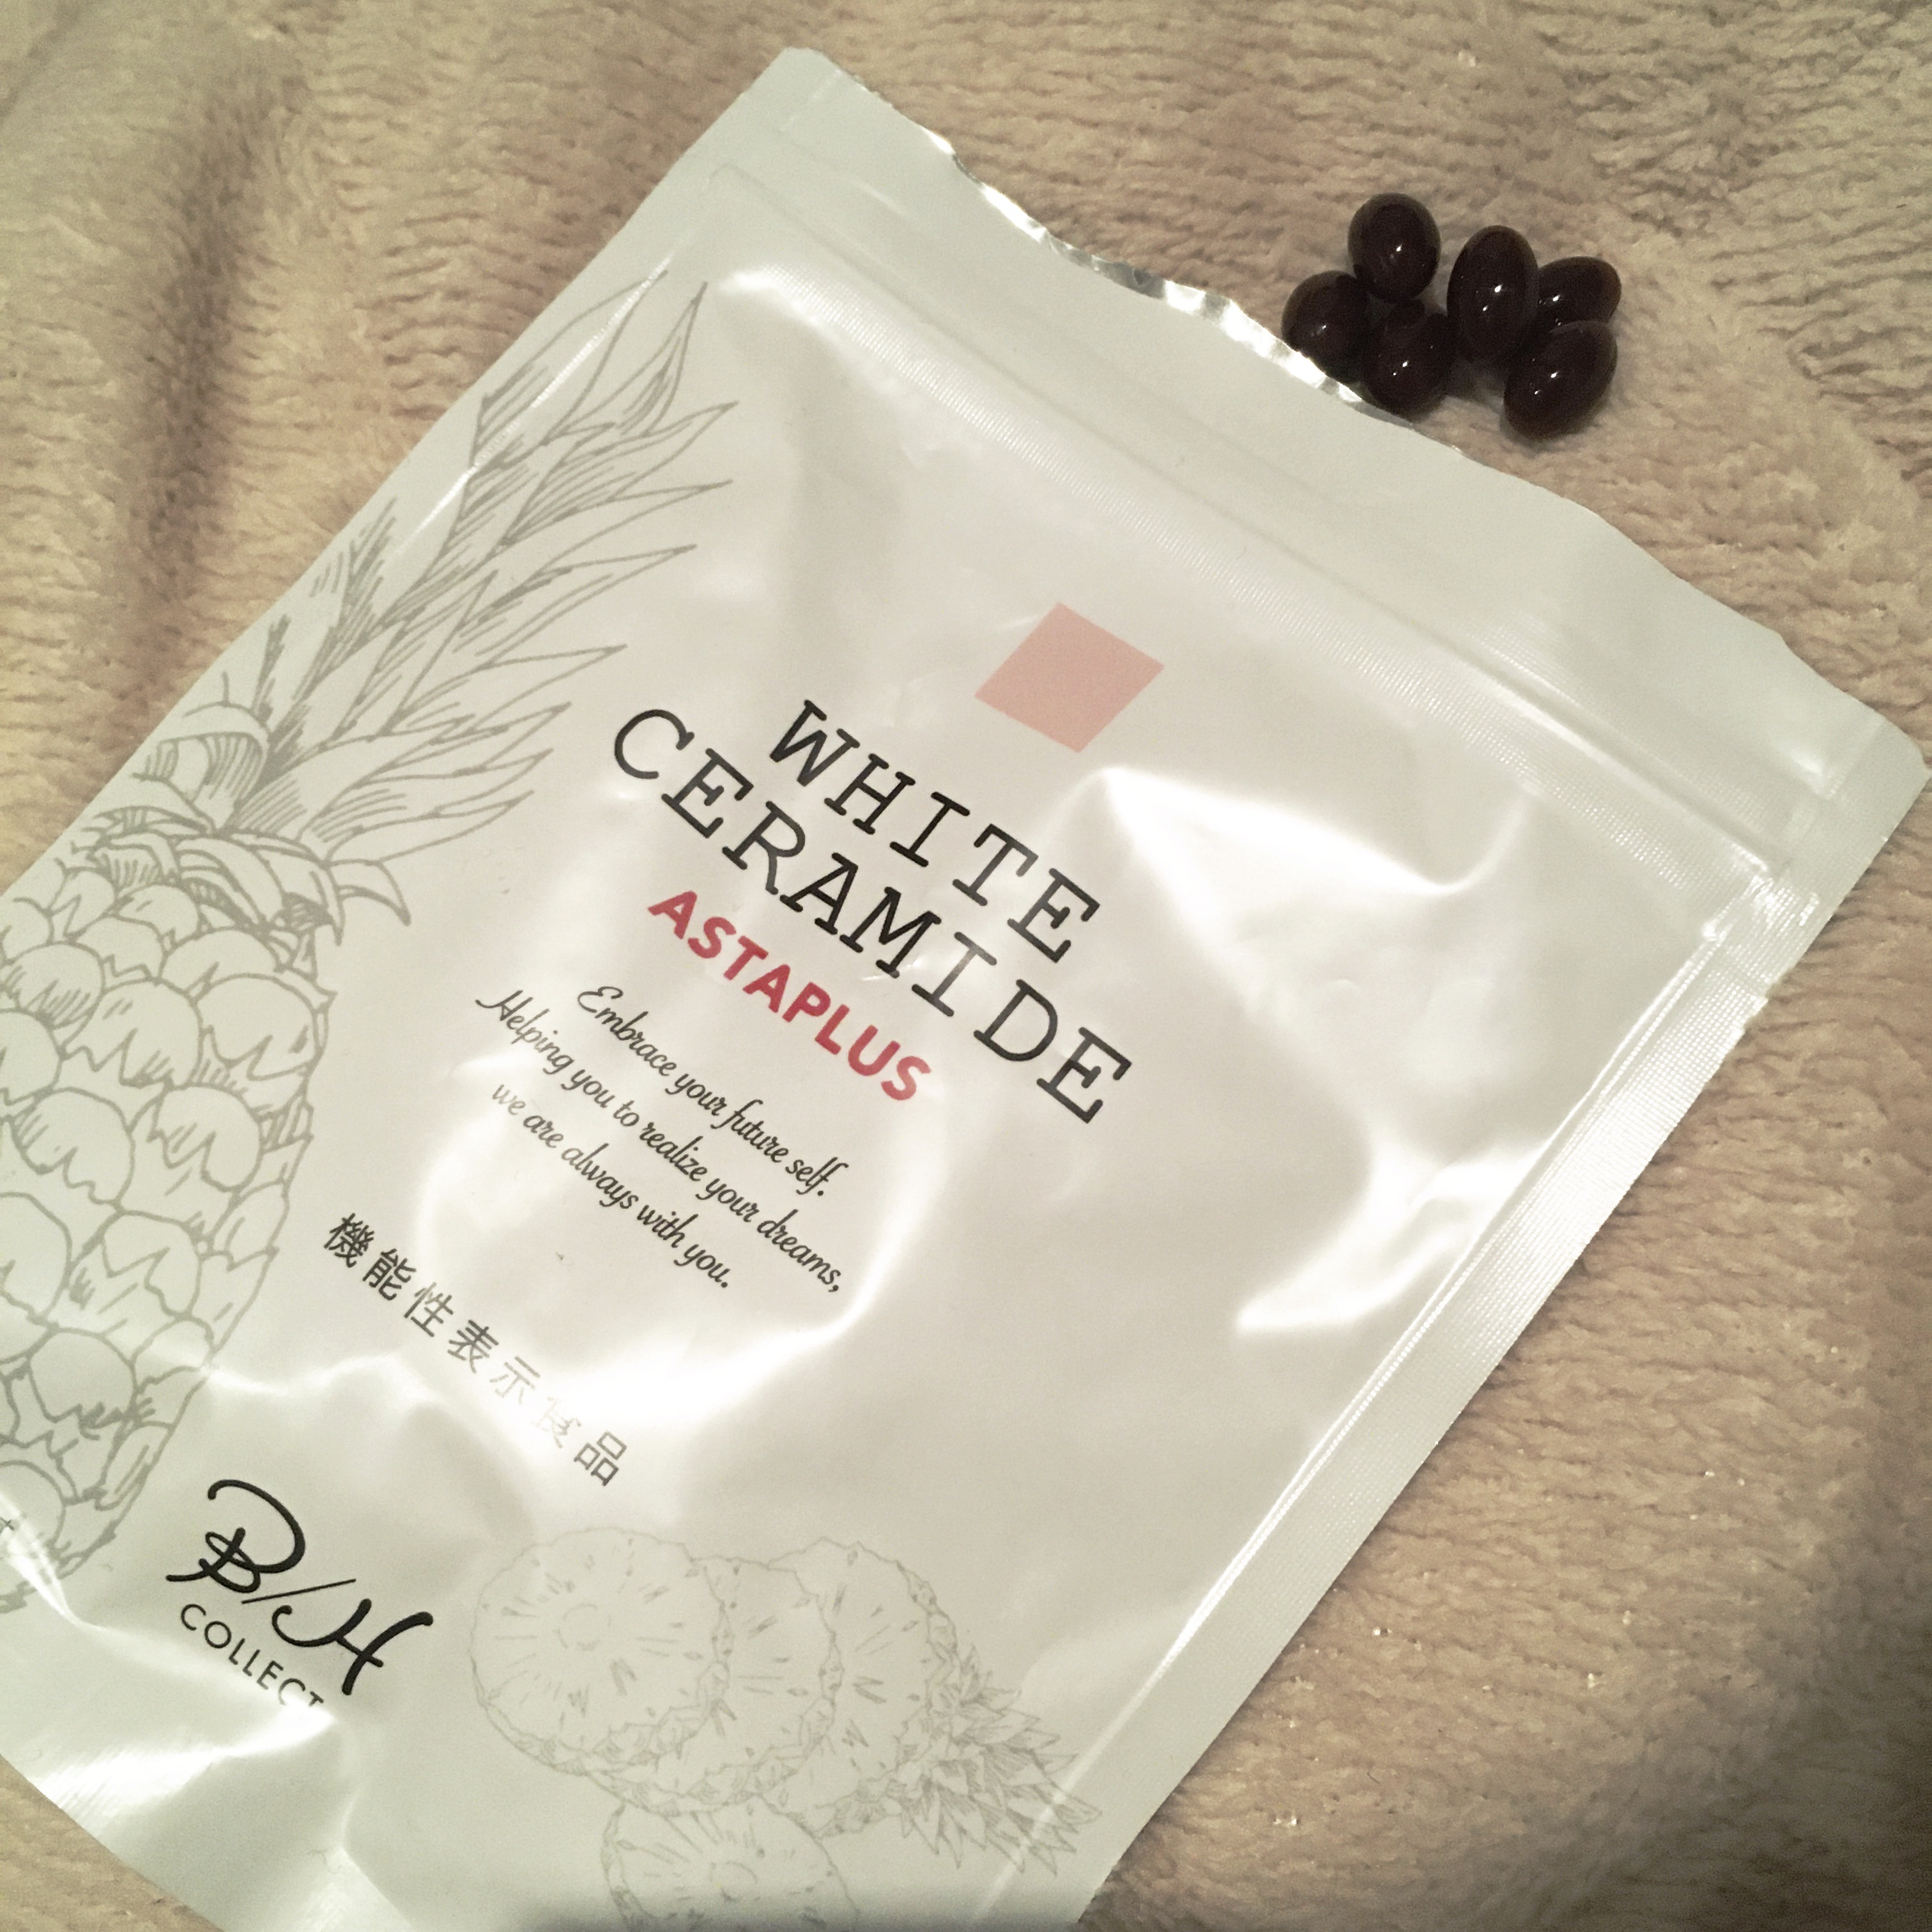 WHITE
CERAMIDE
ASTAPLUS
Embrace your future self.
Helping you to realize your dreams,
we are always with you.
機能性表示食品
B/H
COLLECT